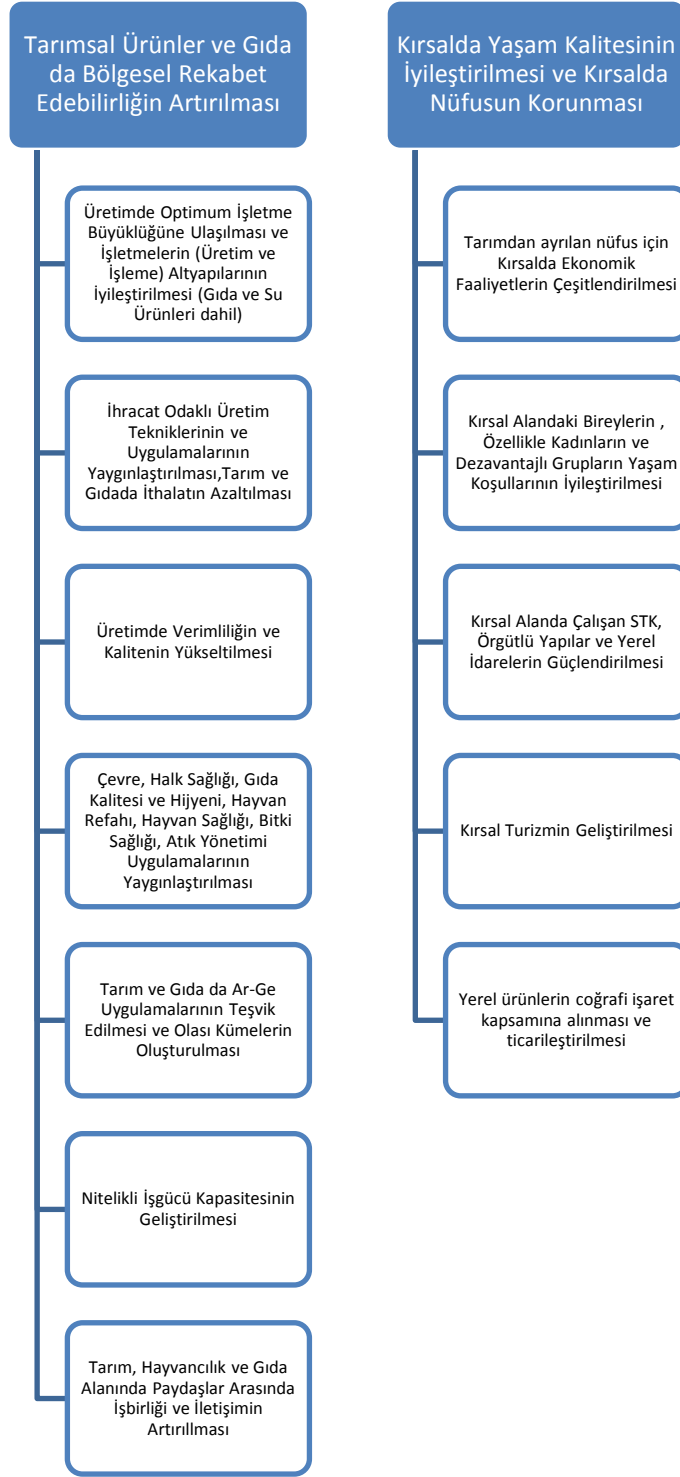 Tarımsal Ürünler ve Gıda
da Bölgesel Rekabet
Edebilirliğin Artırılması
Üretimde Optimum İşletme
Büyüklüğüne Ulaşılması ve
İşletmelerin (Üretim ve
İşleme) Altyapılarının
İyileştirilmesi (Gıda ve Su
Ürünleri dahil)
İhracat Odaklı Üretim
Tekniklerinin ve
Uygulamalarının
Yaygınlaştırılması,Tarım ve
Gıdada İthalatın Azaltılması
Üretimde Verimliliğin ve
Kalitenin Yükseltilmesi
Çevre, Halk Sağlığı, Gıda
Kalitesi ve Hijyeni, Hayvan
Refahı, Hayvan Sağlığı, Bitki
Sağlığı, Atık Yönetimi
Uygulamalarının
Yaygınlaştırılması
Tarım ve Gıda da Ar-Ge
Uygulamalarının Teşvik
Edilmesi ve Olası Kümelerin
Oluşturulması
Nitelikli İşgücü Kapasitesinin
Geliştirilmesi
Tarım, Hayvancılık ve Gıda
Alanında Paydaşlar Arasında
İşbirliği ve İletişimin
Artırıllması
Kırsalda Yaşam Kalitesinin
İyileştirilmesi ve Kırsalda
Nüfusun Korunması
Tarımdan ayrılan nüfus için
Kırsalda Ekonomik
Faaliyetlerin Çeşitlendirilmesi
Kırsal Alandaki Bireylerin ,
Özellikle Kadınların ve
Dezavantajlı Grupların Yaşam
Koşullarının İyileştirilmesi
Kırsal Alanda Çalışan STK,
Örgütlü Yapılar ve Yerel
İdarelerin Güçlendirilmesi
Kırsal Turizmin Geliştirilmesi
Yerel ürünlerin coğrafi işaret
kapsamına alınması ve
ticarileştirilmesi